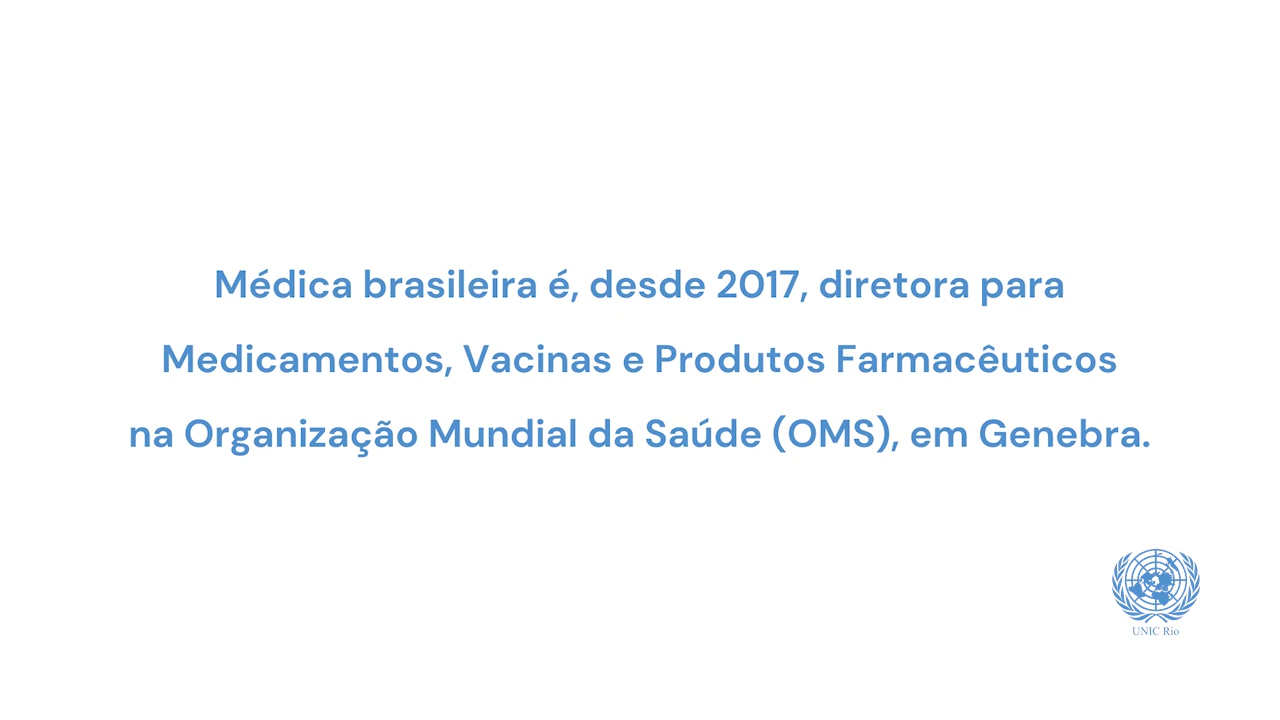 Médica brasileira é, desde 2017, diretora para
Medicamentos, Vacinas e Produtos Farmacêuticos
na Organização Mundial da Saúde (OMS), em Genebra.
UNIC Rio